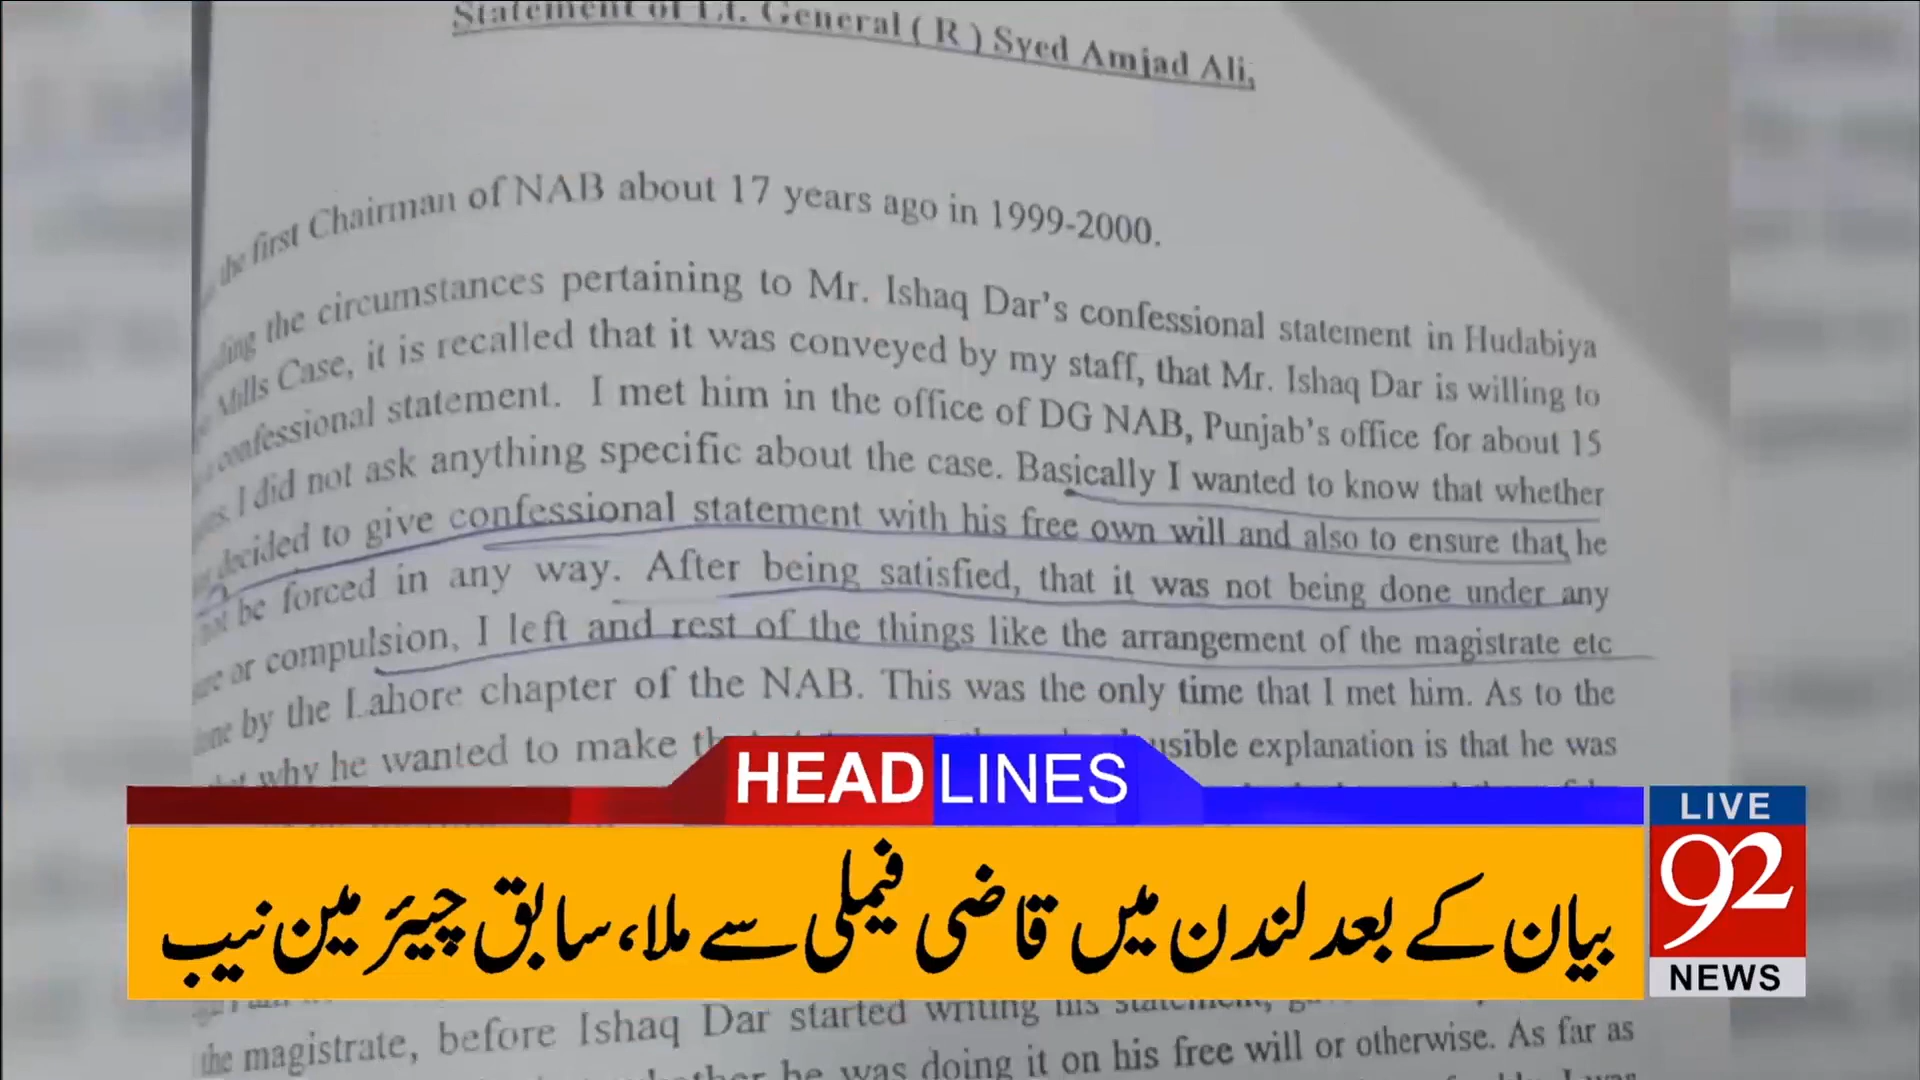 Statement of Lt. General ( R ) Syed Amjad Ali,
the first Chairman of NAB about 17 years ago in 1999-2000.
the circumstances pertaining to Mr. Ishaq Dar's confessional statement in Hudabiya
Mills Case, it is recalled that it was conveyed by my staff, that Mr. Ishaq Dar is willing to
confessional statement. I met him in the office of DG NAB, Punjab's office for about 15
I did not ask anything specific about the case. Basically I wanted to know that whether
decided to give confessional statement with his free own will and also to ensure that he
not be forced in any way. After being satisfied, that it was not being done under any
or compulsion, I left and rest of the things like the arrangement of the magistrate etc
by the Lahore chapter of the NAB. This was the only time that I met him. As to the
why he wanted to make explanation is that he was
HEADLINES
LIVE
بیان کے بعد لندن میں قاضی فیملی سے ملا، سابق چیئر مین نیب
92
NEWS
the magistrate, before Ishaq Dar started writing his statement,
he was doing it on his free will or otherwise. As far as